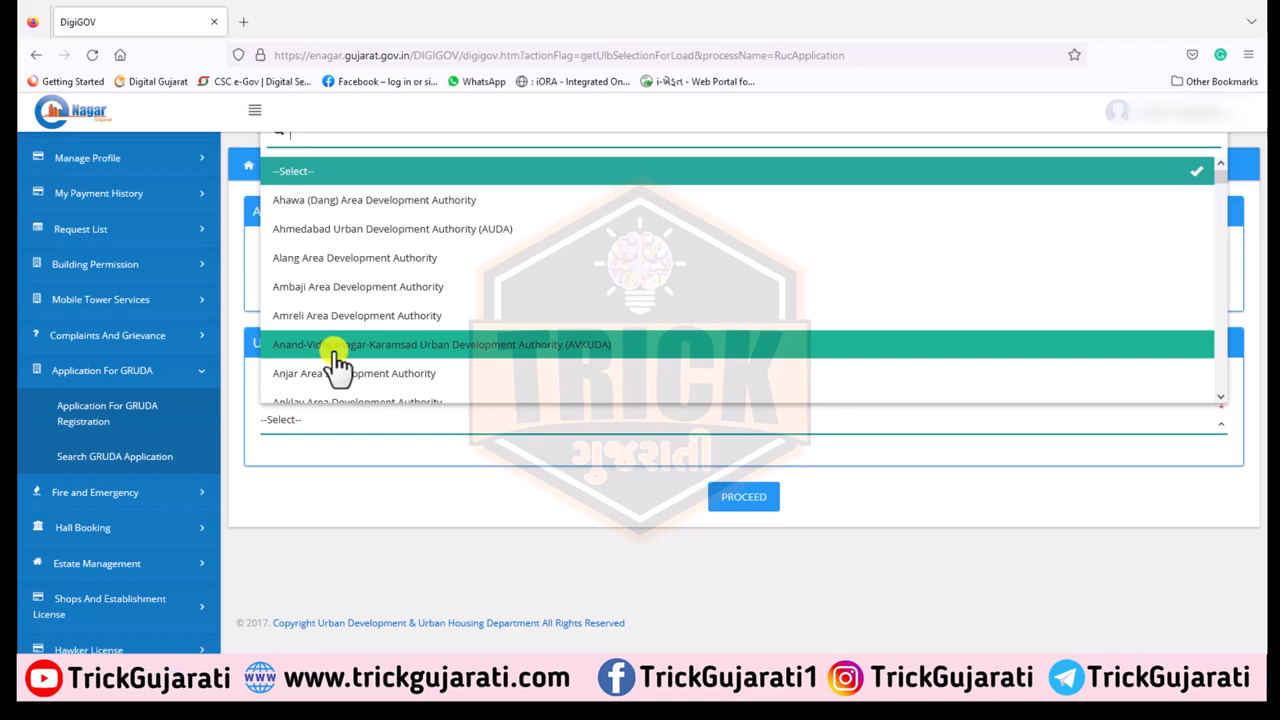 DigiGOV
https://enagar.gujarat.gov.in/DIGIGOV/digigov.htm?actionFlag=getUlbSelectionForLoad&processName=RucApplication
Getting Started
Digital Gujarat
CSC e-Gov | Digital Se...
Facebook – log in or si...
WhatsApp
: iORA - Integrated On...
i-ખેડૂત - Web Portal fo...
Other Bookmarks
Nagar
Manage Profile
My Payment History
Request List
Building Permission
Mobile Tower Services
Complaints And Grievance
Application For GRUDA
Application For GRUDA
Registration
Search GRUDA Application
Fire and Emergency
Hall Booking
Estate Management
Shops And Establishment
License
Hawker License
--Select--
Ahawa (Dang) Area Development Authority
Ahmedabad Urban Development Authority (AUDA)
Alang Area Development Authority
Ambaji Area Development Authority
Amreli Area Development Authority
Anand-Vidhyanagar-Karamsad Urban Development Authority (AVKUDA)
Anjar Area Development Authority
Anklav Area Development Authority
--Select--
PROCEED
TRICK
ગુજરાતી
© 2017. Copyright Urban Development & Urban Housing Department All Rights Reserved
TrickGujarati
www.trickgujarati.com
TrickGujarati1
TrickGujarati
TrickGujarati